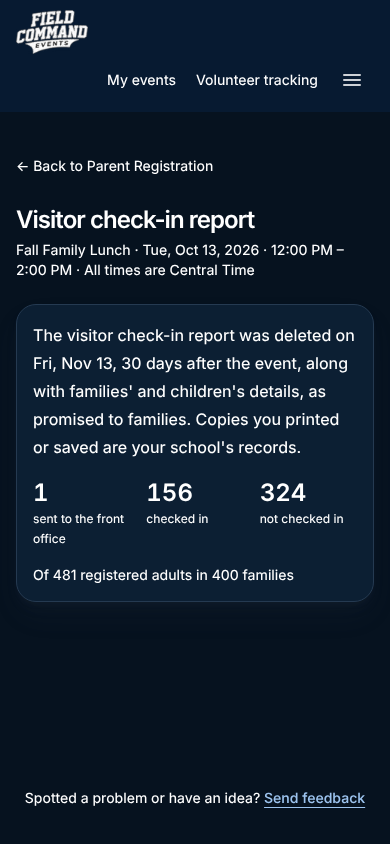 FIELD
COMMAND
EVENTS
My events Volunteer tracking
← Back to Parent Registration
Visitor check-in report
Fall Family Lunch · Tue, Oct 13, 2026 · 12:00 PM –
2:00 PM · All times are Central Time
The visitor check-in report was deleted on
Fri, Nov 13, 30 days after the event, along
with families' and children's details, as
promised to families. Copies you printed
or saved are your school's records.
1 156 324
sent to the front checked in not checked in
office
Of 481 registered adults in 400 families
Spotted a problem or have an idea? Send feedback